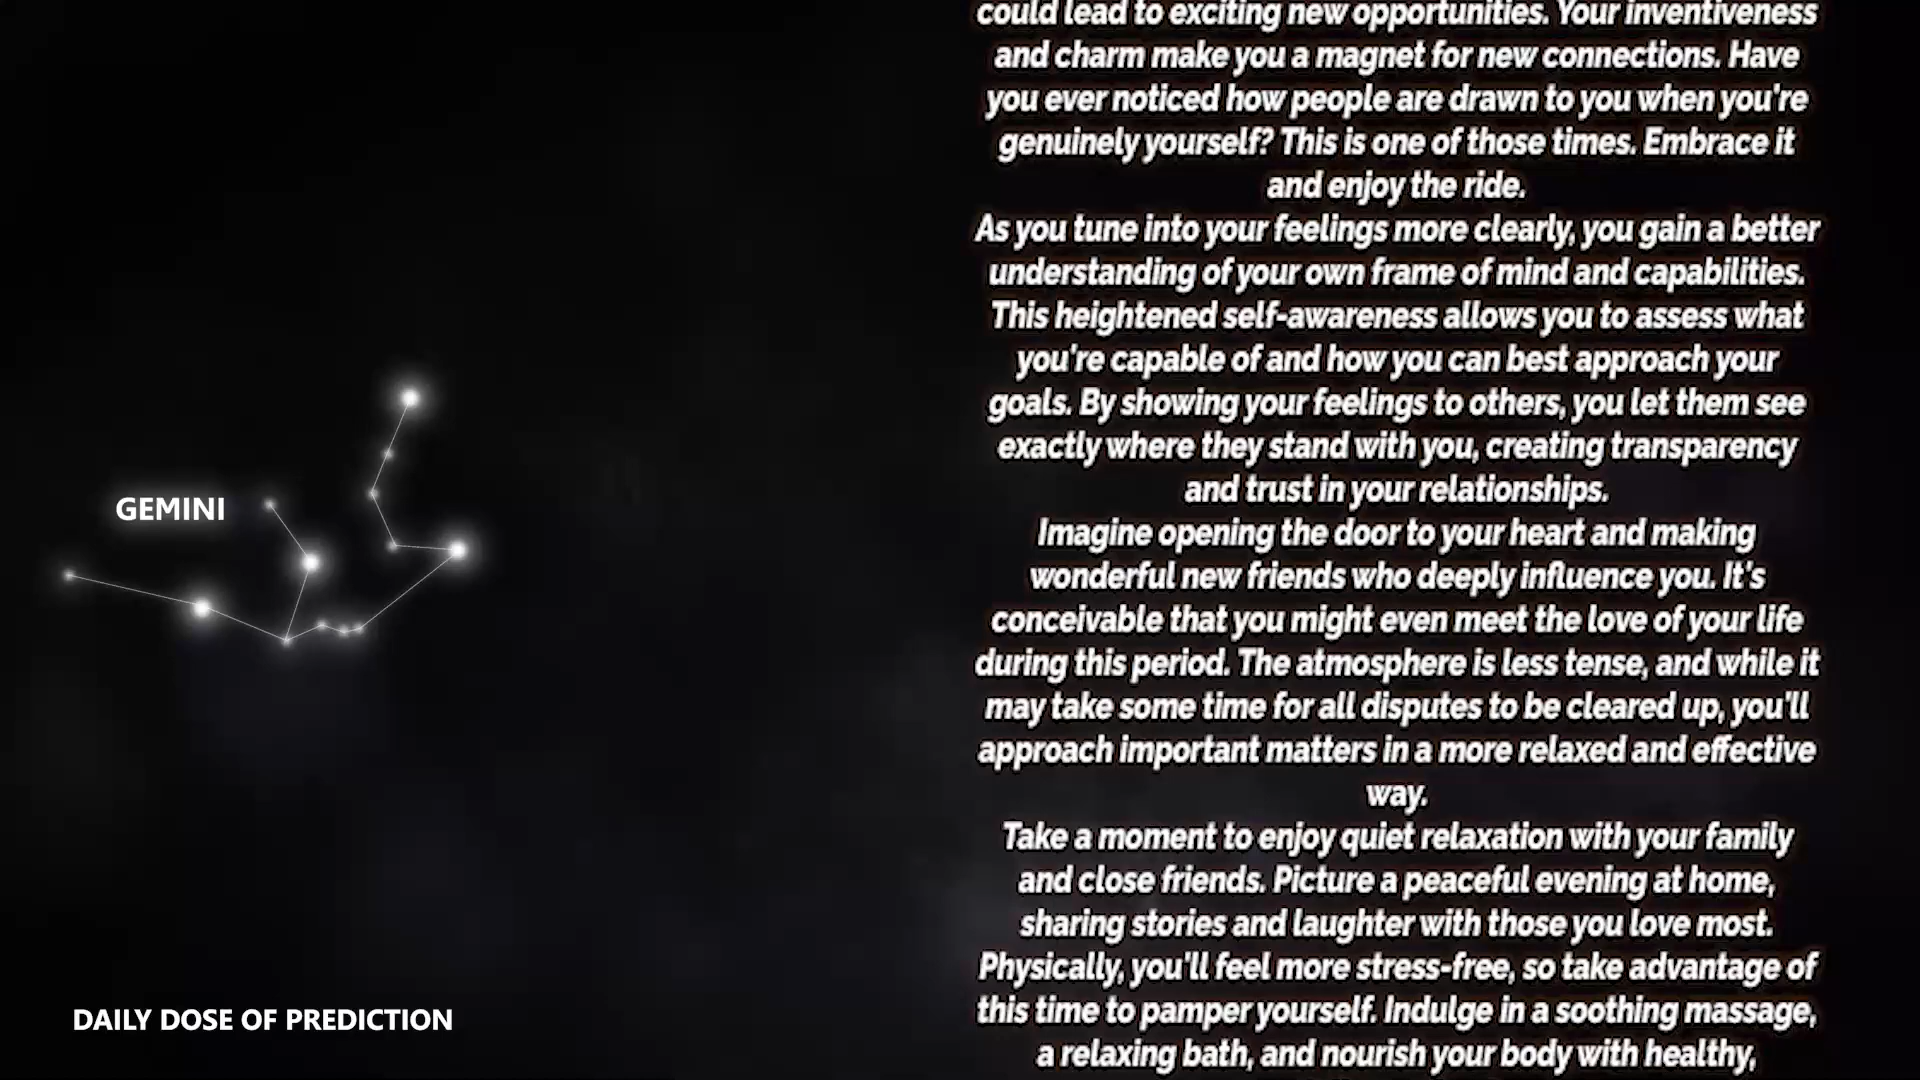 GEMINI
DAILY DOSE OF PREDICTION
could lead to exciting new opportunities. Your inventiveness
and charm make you a magnet for new connections. Have
you ever noticed how people are drawn to you when you're
genuinely yourself? This is one of those times. Embrace it
and enjoy the ride.
As you tune into your feelings more clearly, you gain a better
understanding of your own frame of mind and capabilities.
This heightened self-awareness allows you to assess what
you're capable of and how you can best approach your
goals. By showing your feelings to others, you let them see
exactly where they stand with you, creating transparency
and trust in your relationships.
Imagine opening the door to your heart and making
wonderful new friends who deeply influence you. It's
conceivable that you might even meet the love of your life
during this period. The atmosphere is less tense, and while it
may take some time for all disputes to be cleared up, you'll
approach important matters in a more relaxed and effective
way.
Take a moment to enjoy quiet relaxation with your family
and close friends. Picture a peaceful evening at home,
sharing stories and laughter with those you love most.
Physically, you'll feel more stress-free, so take advantage of
this time to pamper yourself. Indulge in a soothing massage,
a relaxing bath, and nourish your body with healthy,